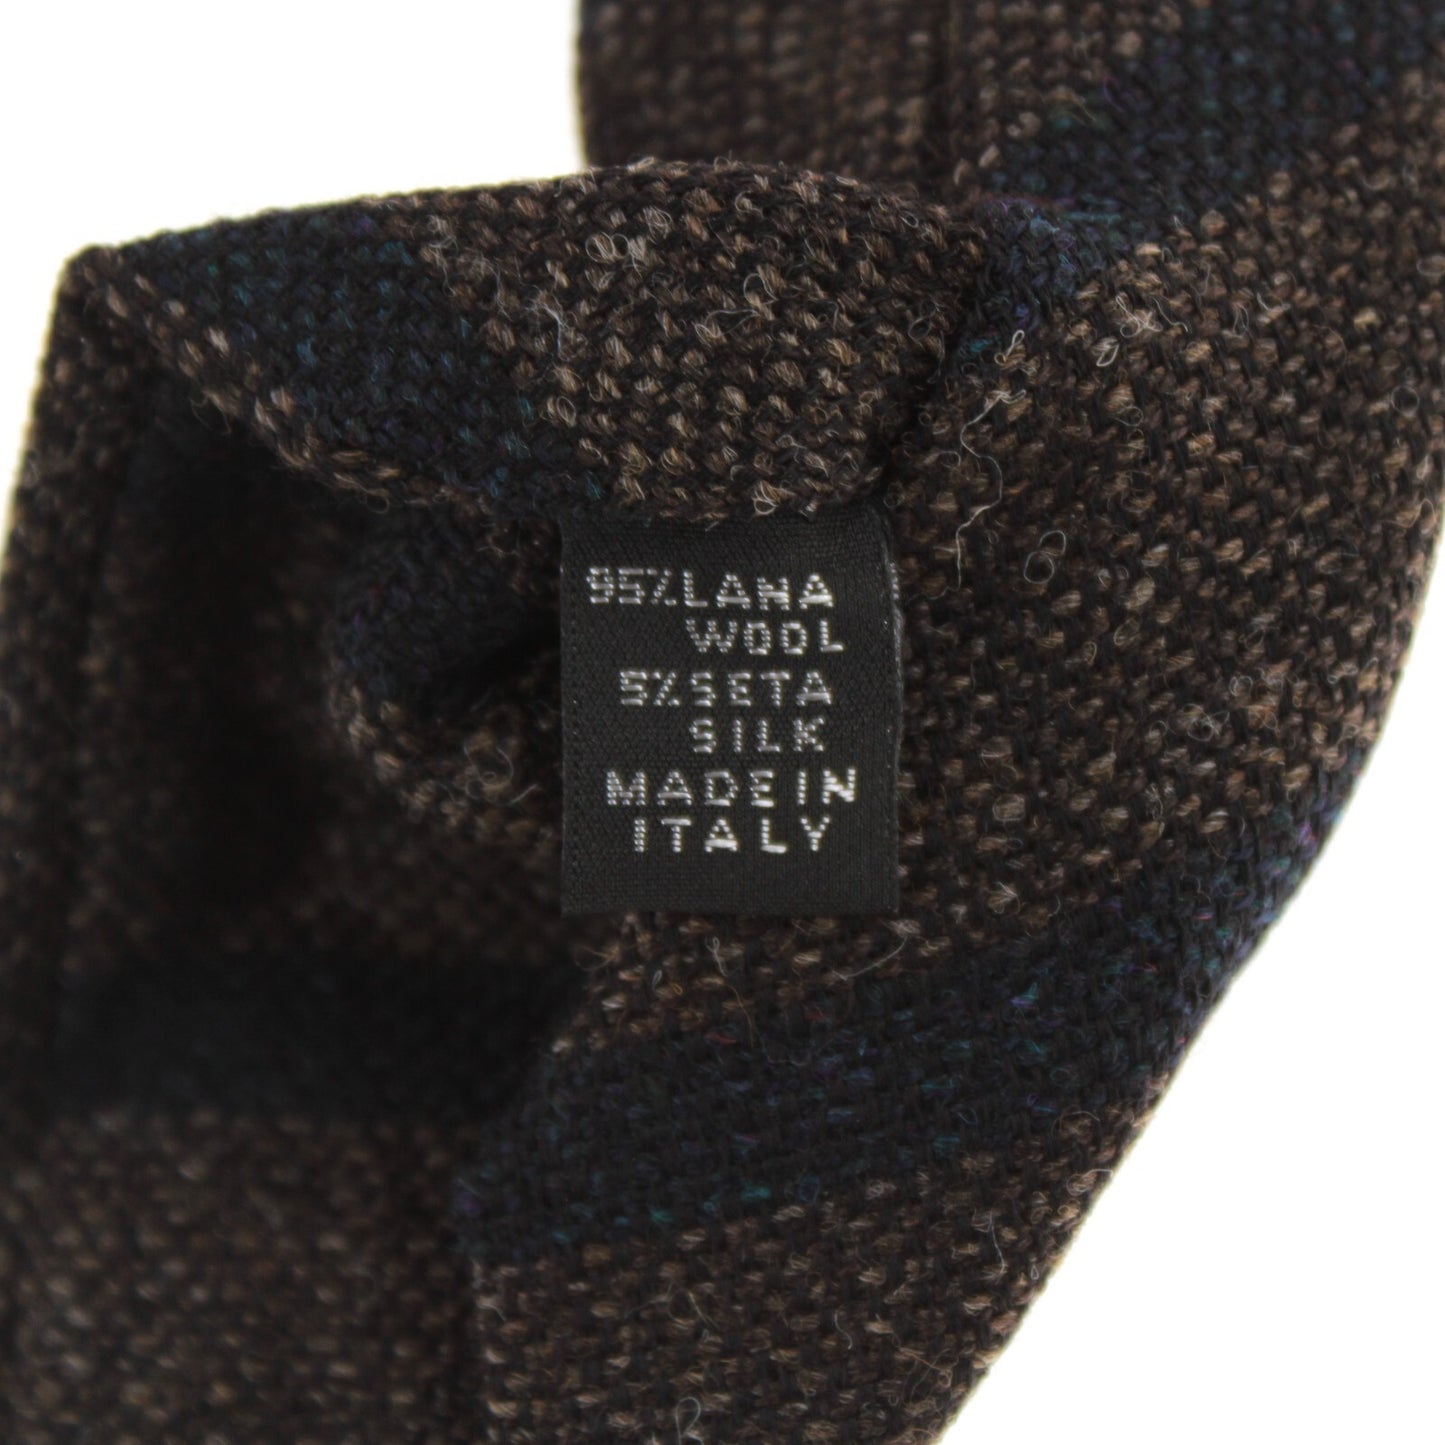 95%LANA
WOOL
5%SETA
SILK
MADE IN
ITALY